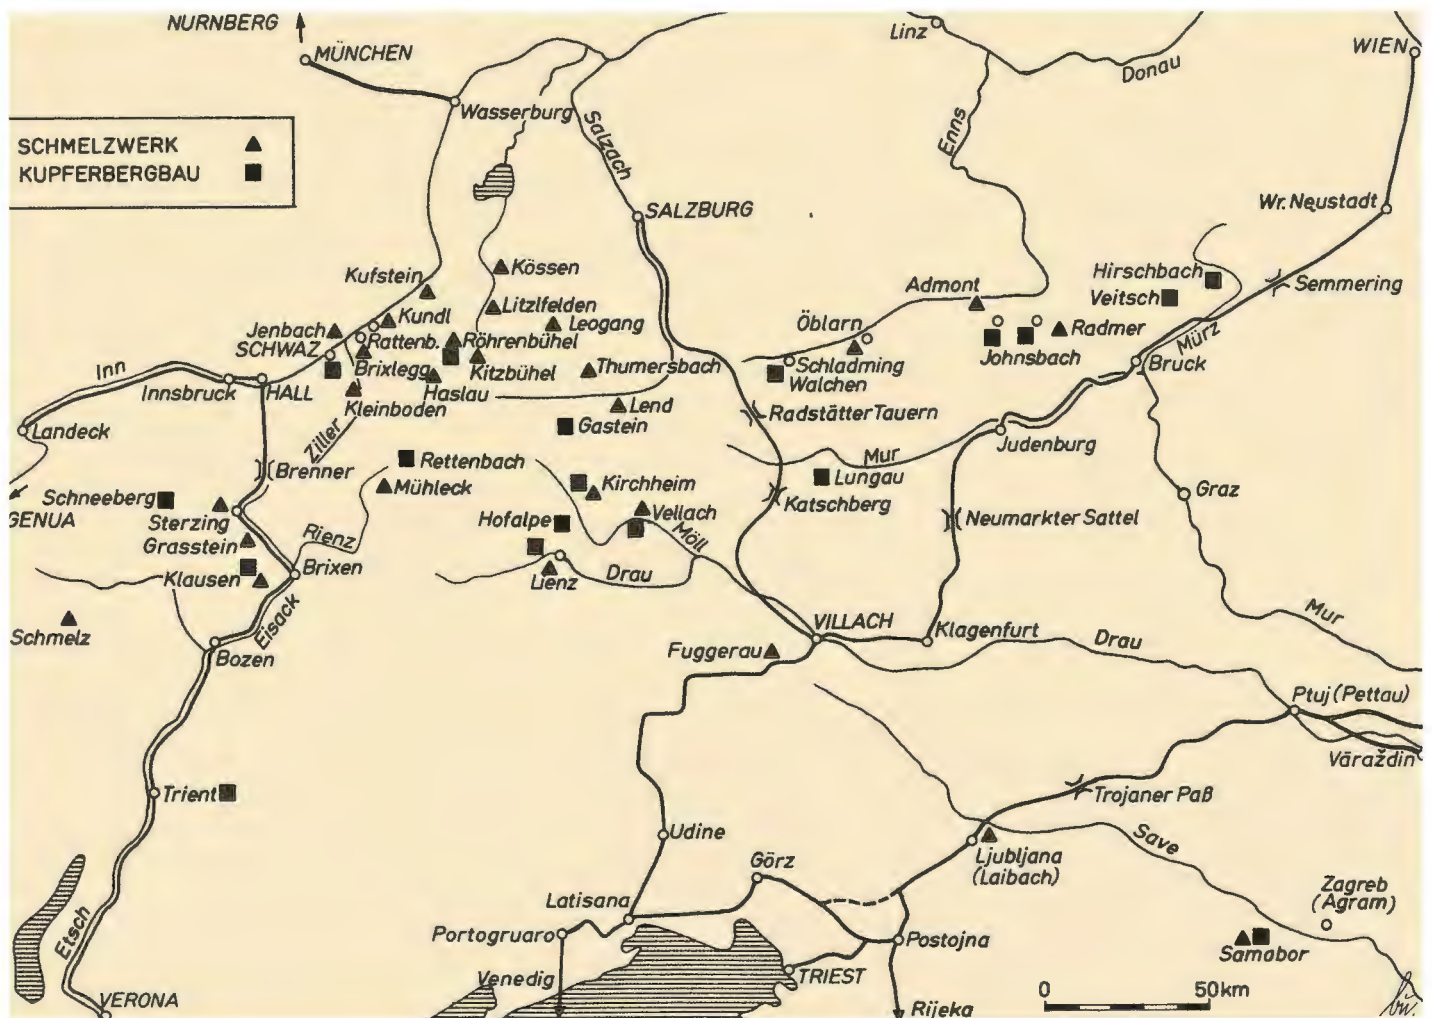 NURNBERG
MÜNCHEN
Linz
WIEN
Donau
Wasserburg
SCHMELZWERK
KUPFERBERGBAU
Salzach
Enns
SALZBURG
Wr. Neustadt
Kufstein
Kössen
Admont
Hirschbach
Veitsch
Semmering
Litzlfelden
Kundl
Jenbach
SCHWAZ
Rattenb.
Röhrenbühel
Leogang
Öblarn
Radmer
Mürz
Inn
Brixlegg
Kitzbühel
Thumersbach
Schladming
Walchen
Johnsbach
Bruck
Innsbruck
HALL
Haslau
Kleinboden
Lend
Radstätter Tauern
Landeck
Ziller
Gastein
Mur
Judenburg
Brenner
Rettenbach
Lungau
Schneeberg
Mühleck
Kirchheim
Katschberg
Graz
GENUA
Sterzing
Vellach
Hofalpe
Neumarkter Sattel
Grasstein
Rienz
Möll
Klausen
Brixen
Lienz
Drau
Eisack
Mur
Schmelz
VILLACH
Klagenfurt
Drau
Bozen
Fuggerau
Ptuj (Pettau)
Văraždin
Trient
Trojaner Paß
Udine
Save
Görz
Ljubljana
(Laibach)
Zagreb
(Agram)
Latisana
Etsch
Portogruaro
Postojna
Samabor
Venedig
TRIEST
VERONA
0 50km
Rijeka